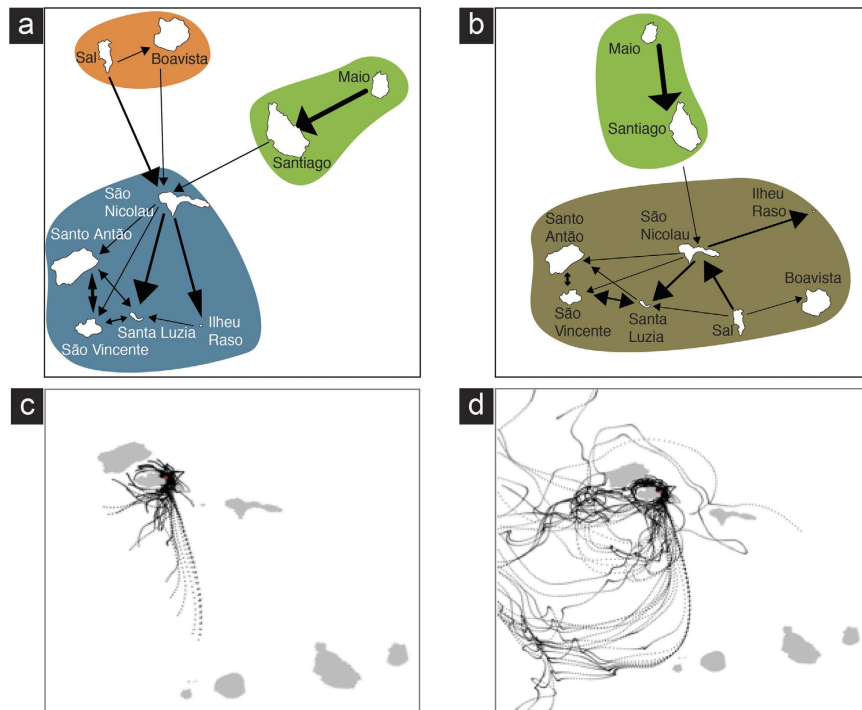 a
Sal
Boavista
Maio
Santiago
São
Nicolau
Santo Antão
Santa Luzia
Ilheu
Raso
São Vincente
b
Maio
Santiago
Ilheu
Raso
Santo
Antão
São
Nicolau
Boavista
São
Vincente
Santa
Luzia
Sal
c
d